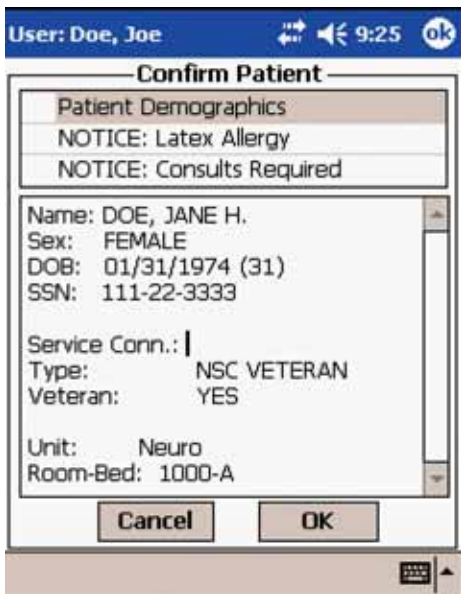 User: Doe, Joe 9:25 ok
Confirm Patient
Patient Demographics
NOTICE: Latex Allergy
NOTICE: Consults Required
Name: DOE, JANE H.
Sex: FEMALE
DOB: 01/31/1974 (31)
SSN: 111-22-3333
Service Conn.:
Type: NSC VETERAN
Veteran: YES
Unit: Neuro
Room-Bed: 1000-A
Cancel OK